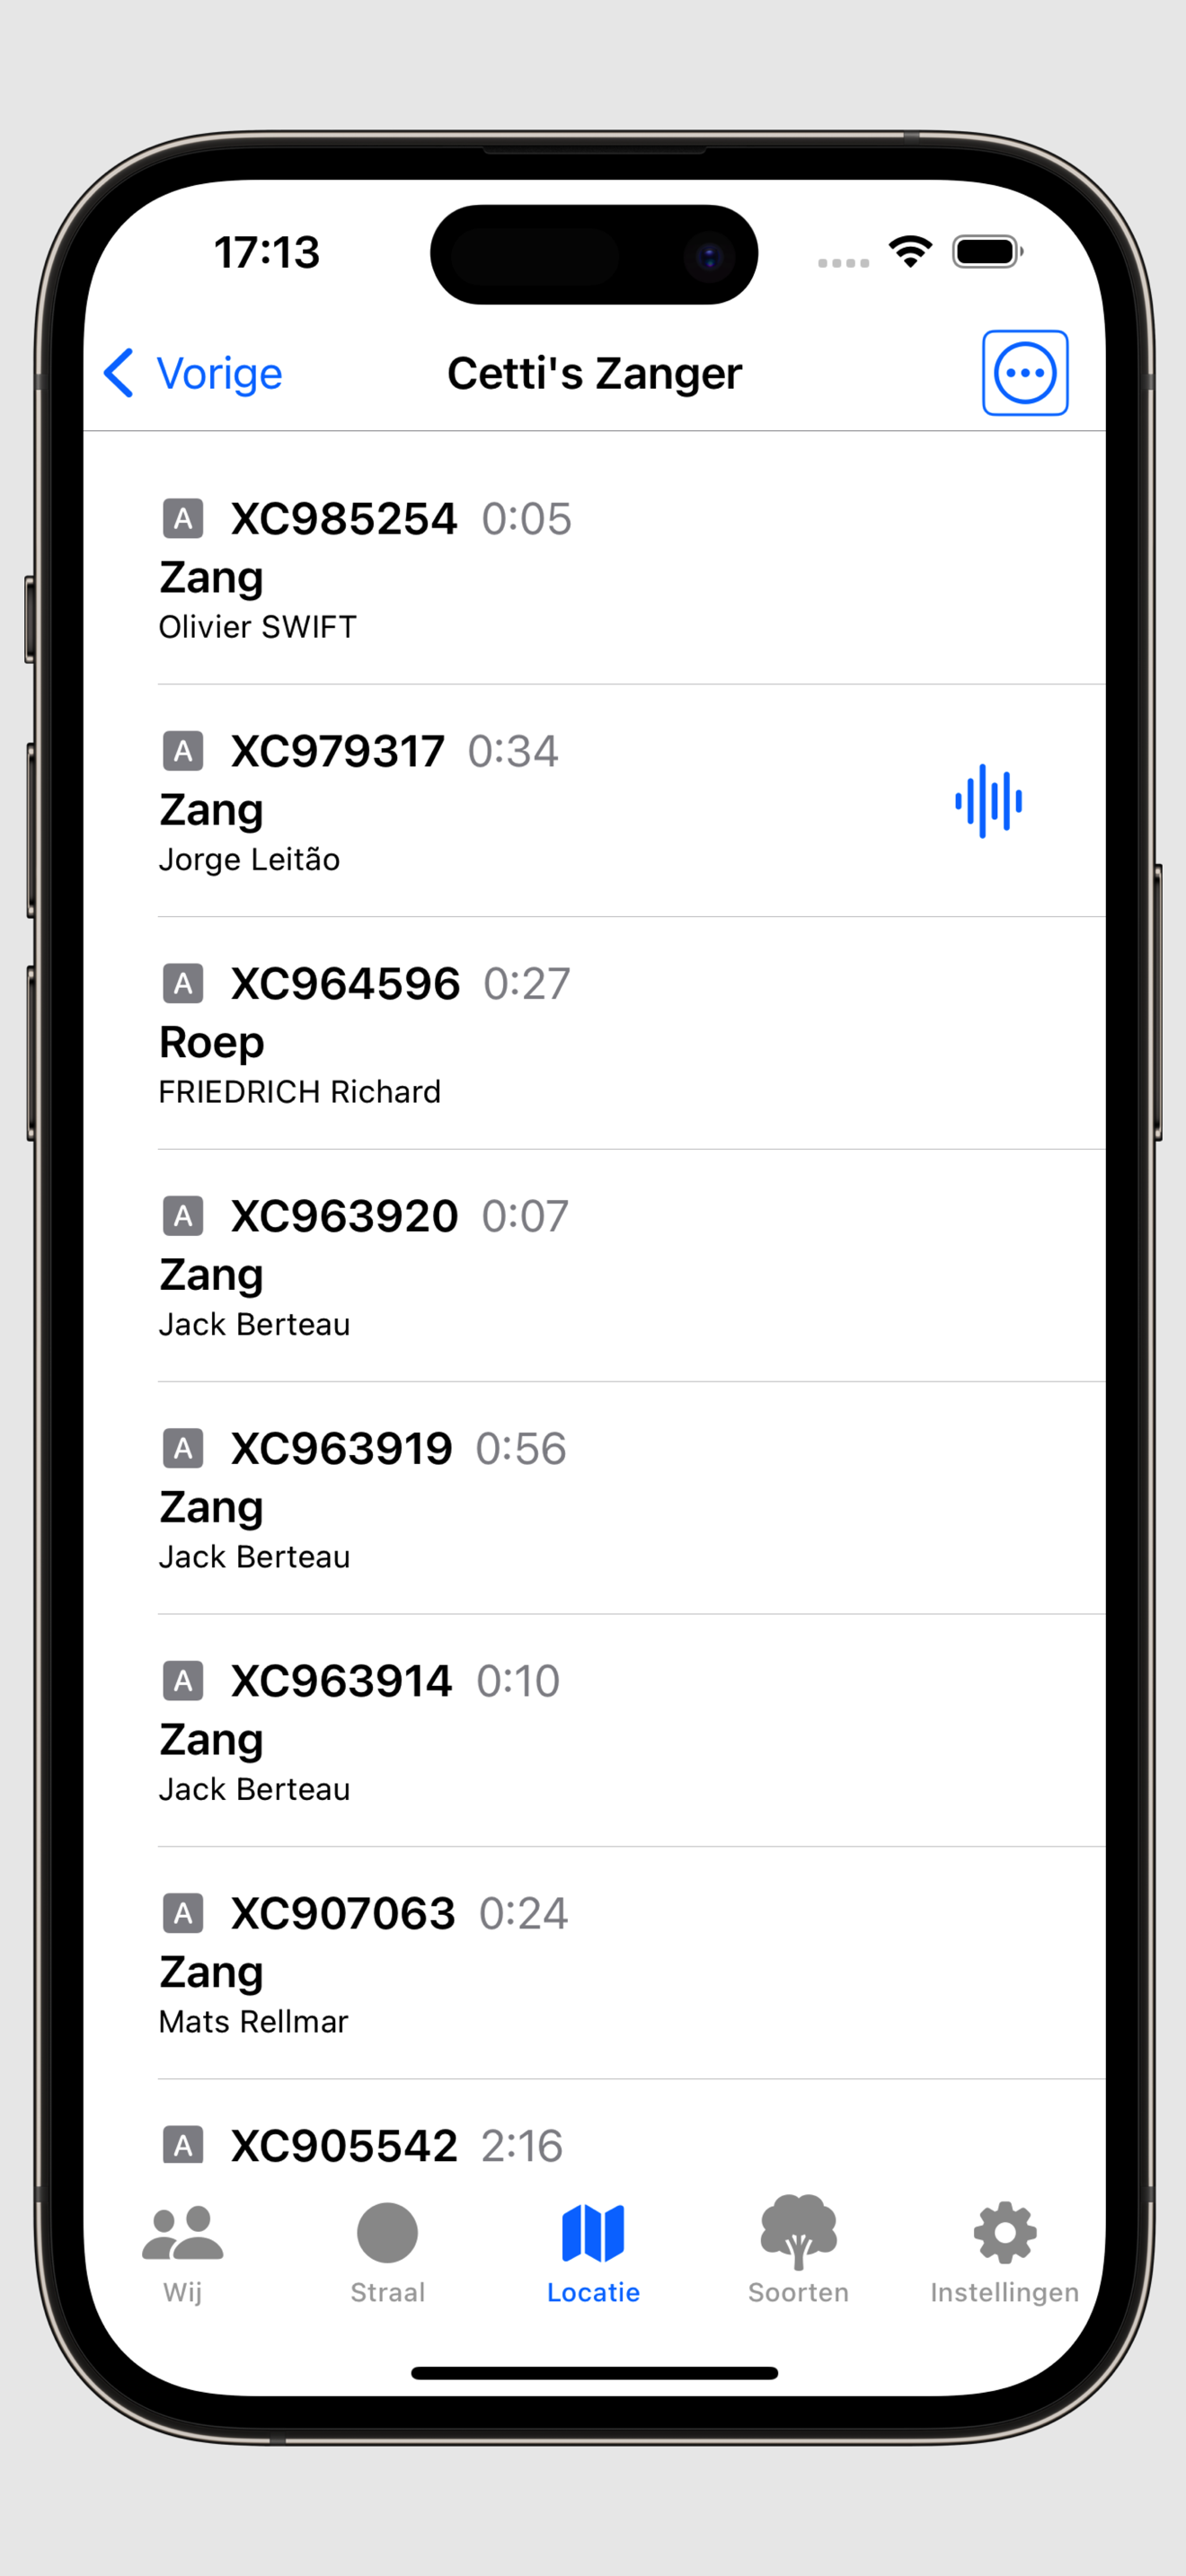 17:13
Vorige
Cetti's Zanger
A XC985254 0:05
Zang
Olivier SWIFT
A XC979317 0:34
Zang
Jorge Leitão
A XC964596 0:27
Roep
FRIEDRICH Richard
A XC963920 0:07
Zang
Jack Berteau
A XC963919 0:56
Zang
Jack Berteau
A XC963914 0:10
Zang
Jack Berteau
A XC907063 0:24
Zang
Mats Rellmar
A XC905542 2:16
Wij
Straal
Locatie
Soorten
Instellingen